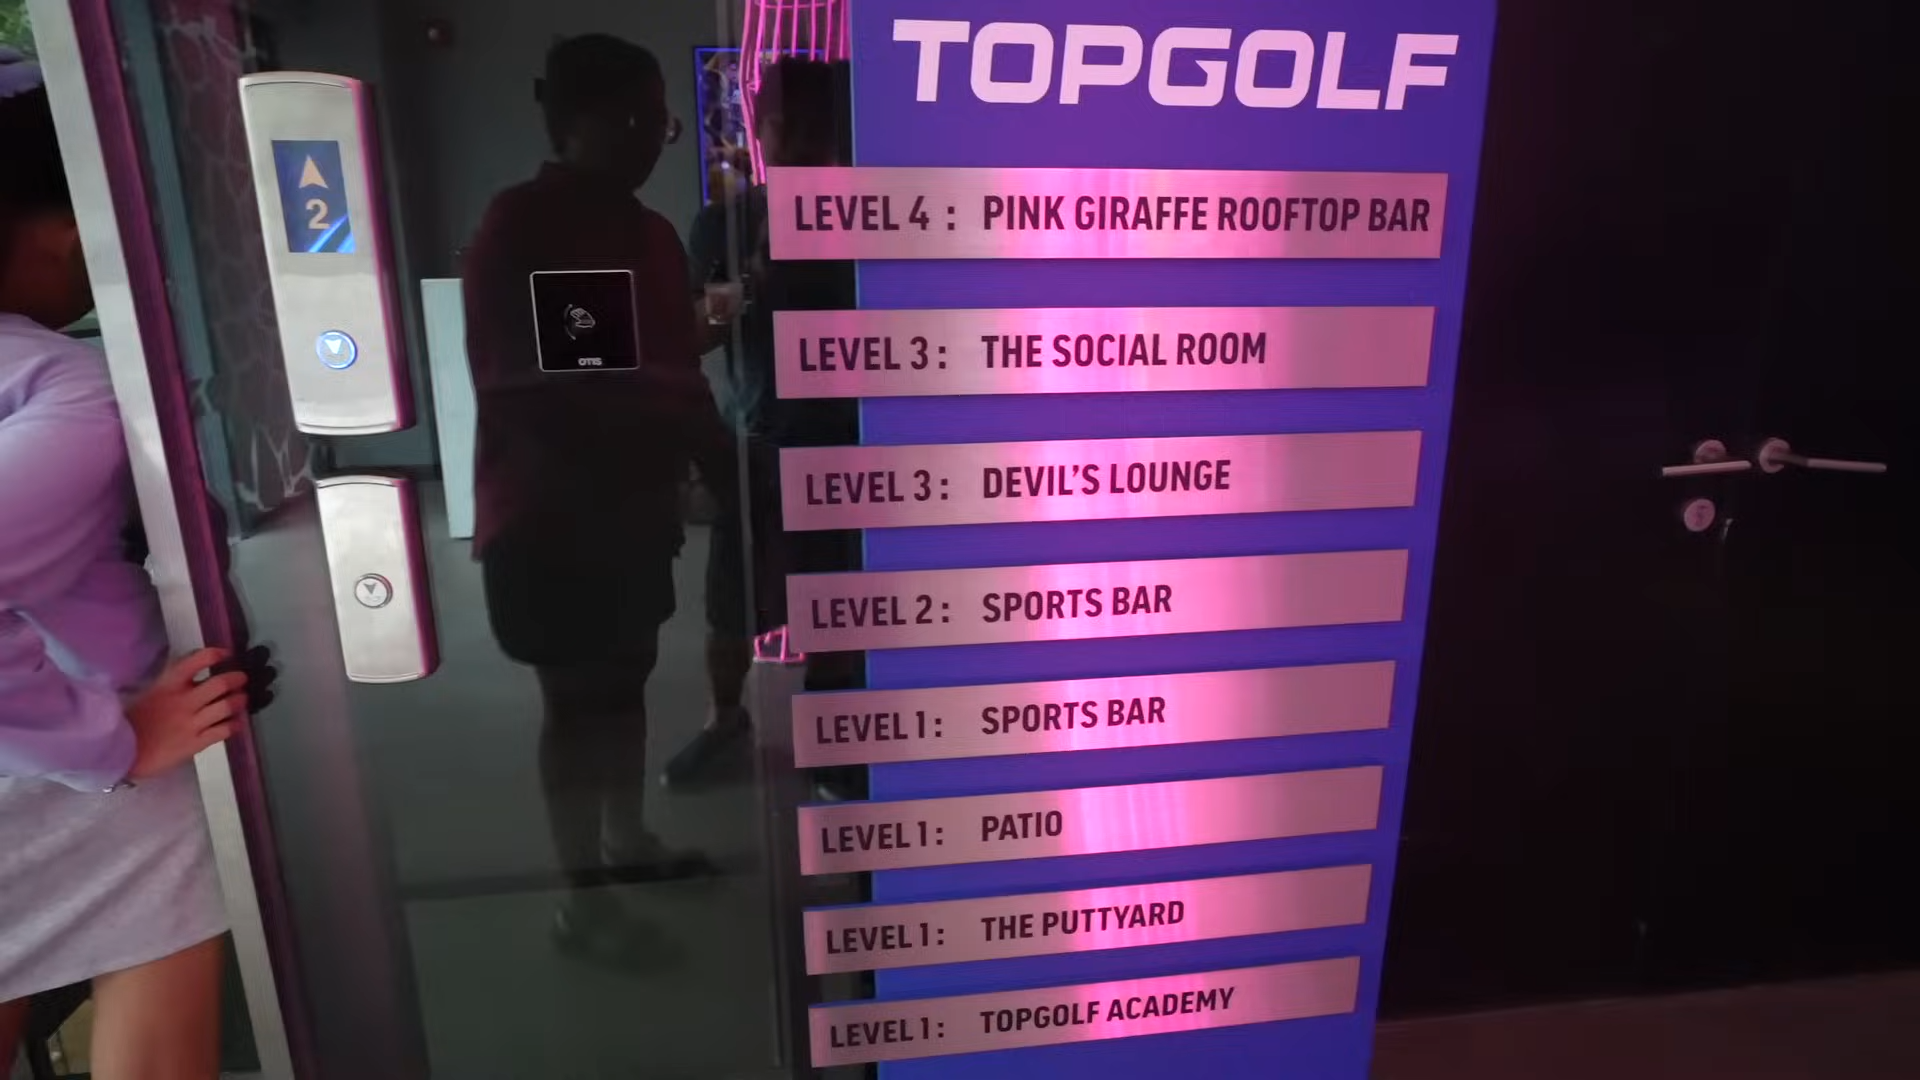 TOPGOLF
2
OTIS
LEVEL 4 : PINK GIRAFFE ROOFTOP BAR
LEVEL 3 : THE SOCIAL ROOM
LEVEL 3 : DEVIL'S LOUNGE
LEVEL 2 : SPORTS BAR
LEVEL 1 : SPORTS BAR
LEVEL 1 : PATIO
LEVEL 1 : THE PUTTYARD
LEVEL 1 : TOPGOLF ACADEMY